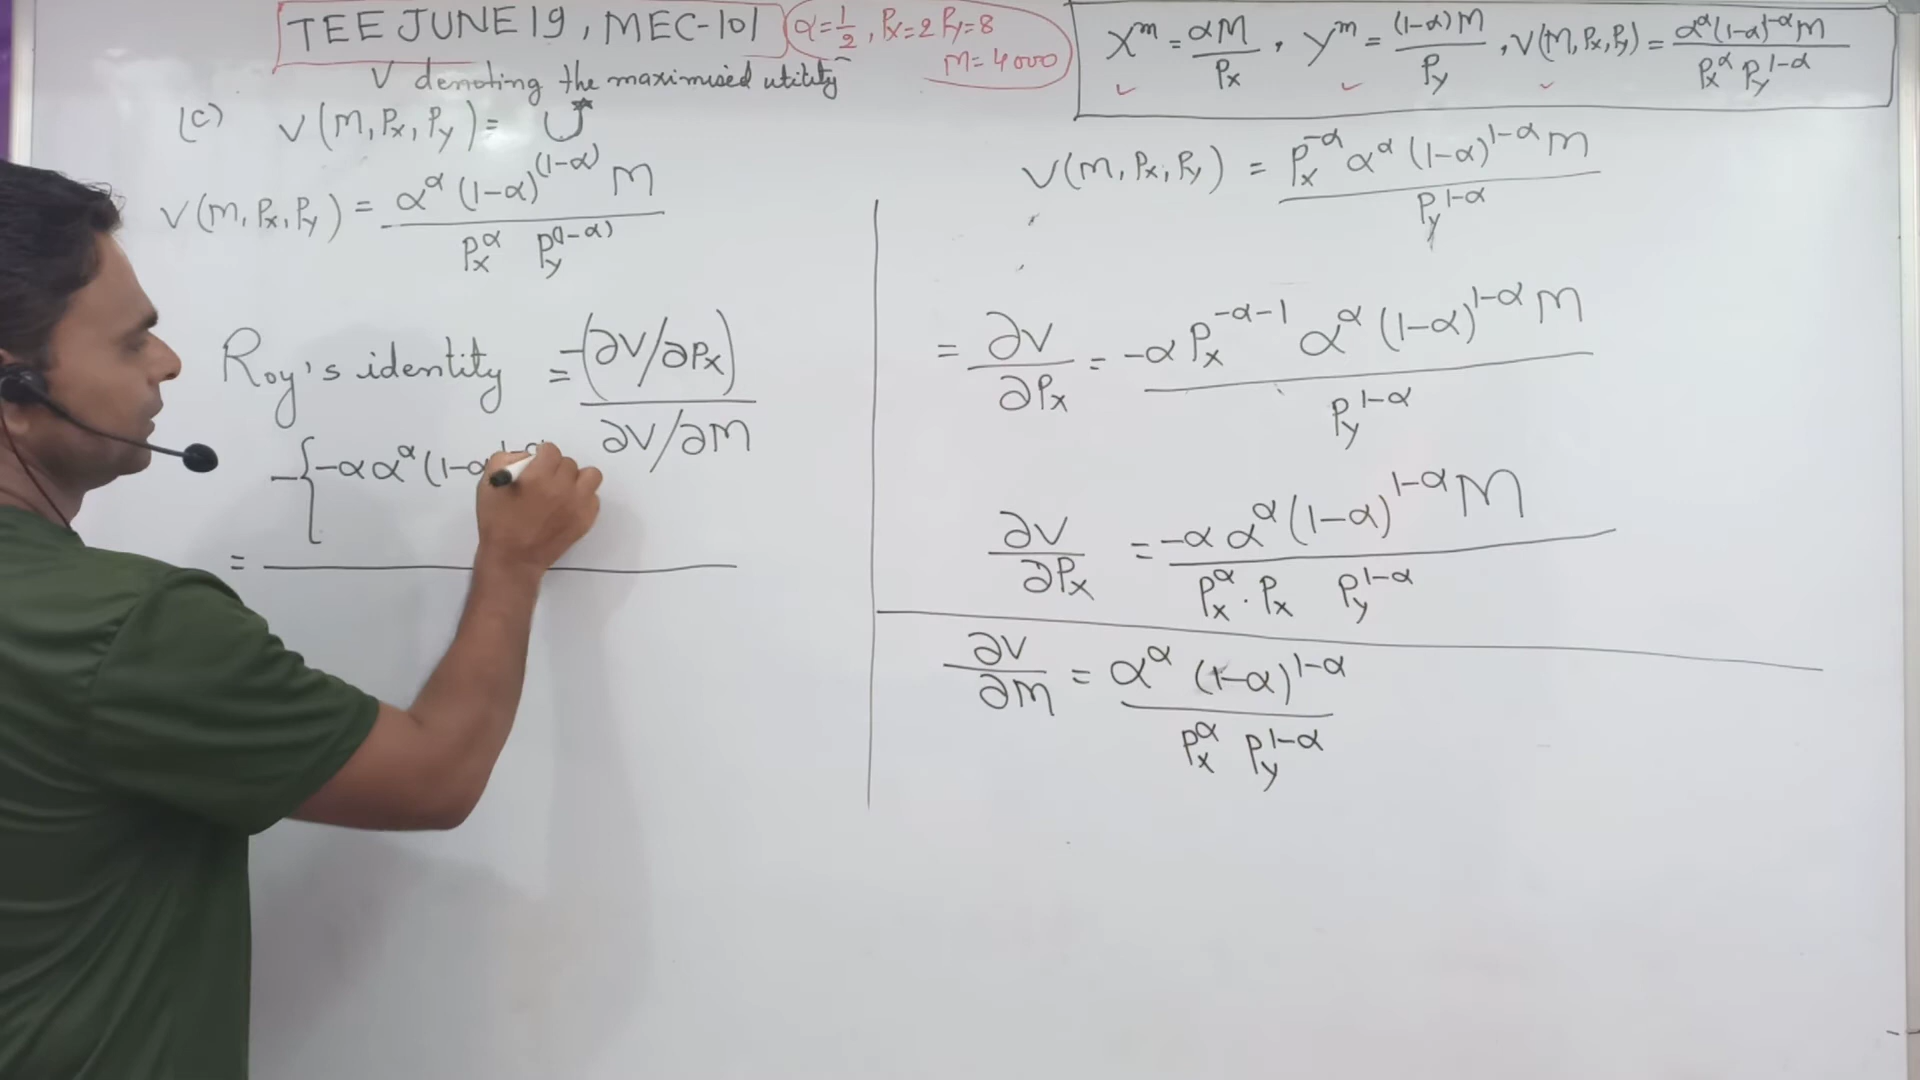 TEE JUNE 19, MEC-101
α=1/2, Px=2 Py=8
M=4000
X^m = αM/Px, Y^m = (1-α)M/Py, V(M,Px,Py) = α^α(1-α)^{1-α}M / Px^α Py^{1-α}
V denoting the maximised utility
(c) V(M,Px,Py) = U*
V(M,Px,Py) = α^α (1-α)^{(1-α)} M / Px^α Py^{(1-α)}
Roy's identity = -(∂V/∂Px) / ∂V/∂M
= -{-α α^α (1-α
V(M,Px,Py) = Px^{-α} α^α (1-α)^{1-α} M / Py^{1-α}
= ∂V/∂Px = -α Px^{-α-1} α^α (1-α)^{1-α} M / Py^{1-α}
∂V/∂Px = -α α^α (1-α)^{1-α} M / Px^α · Px Py^{1-α}
∂V/∂M = α^α (1-α)^{1-α} / Px^α Py^{1-α}